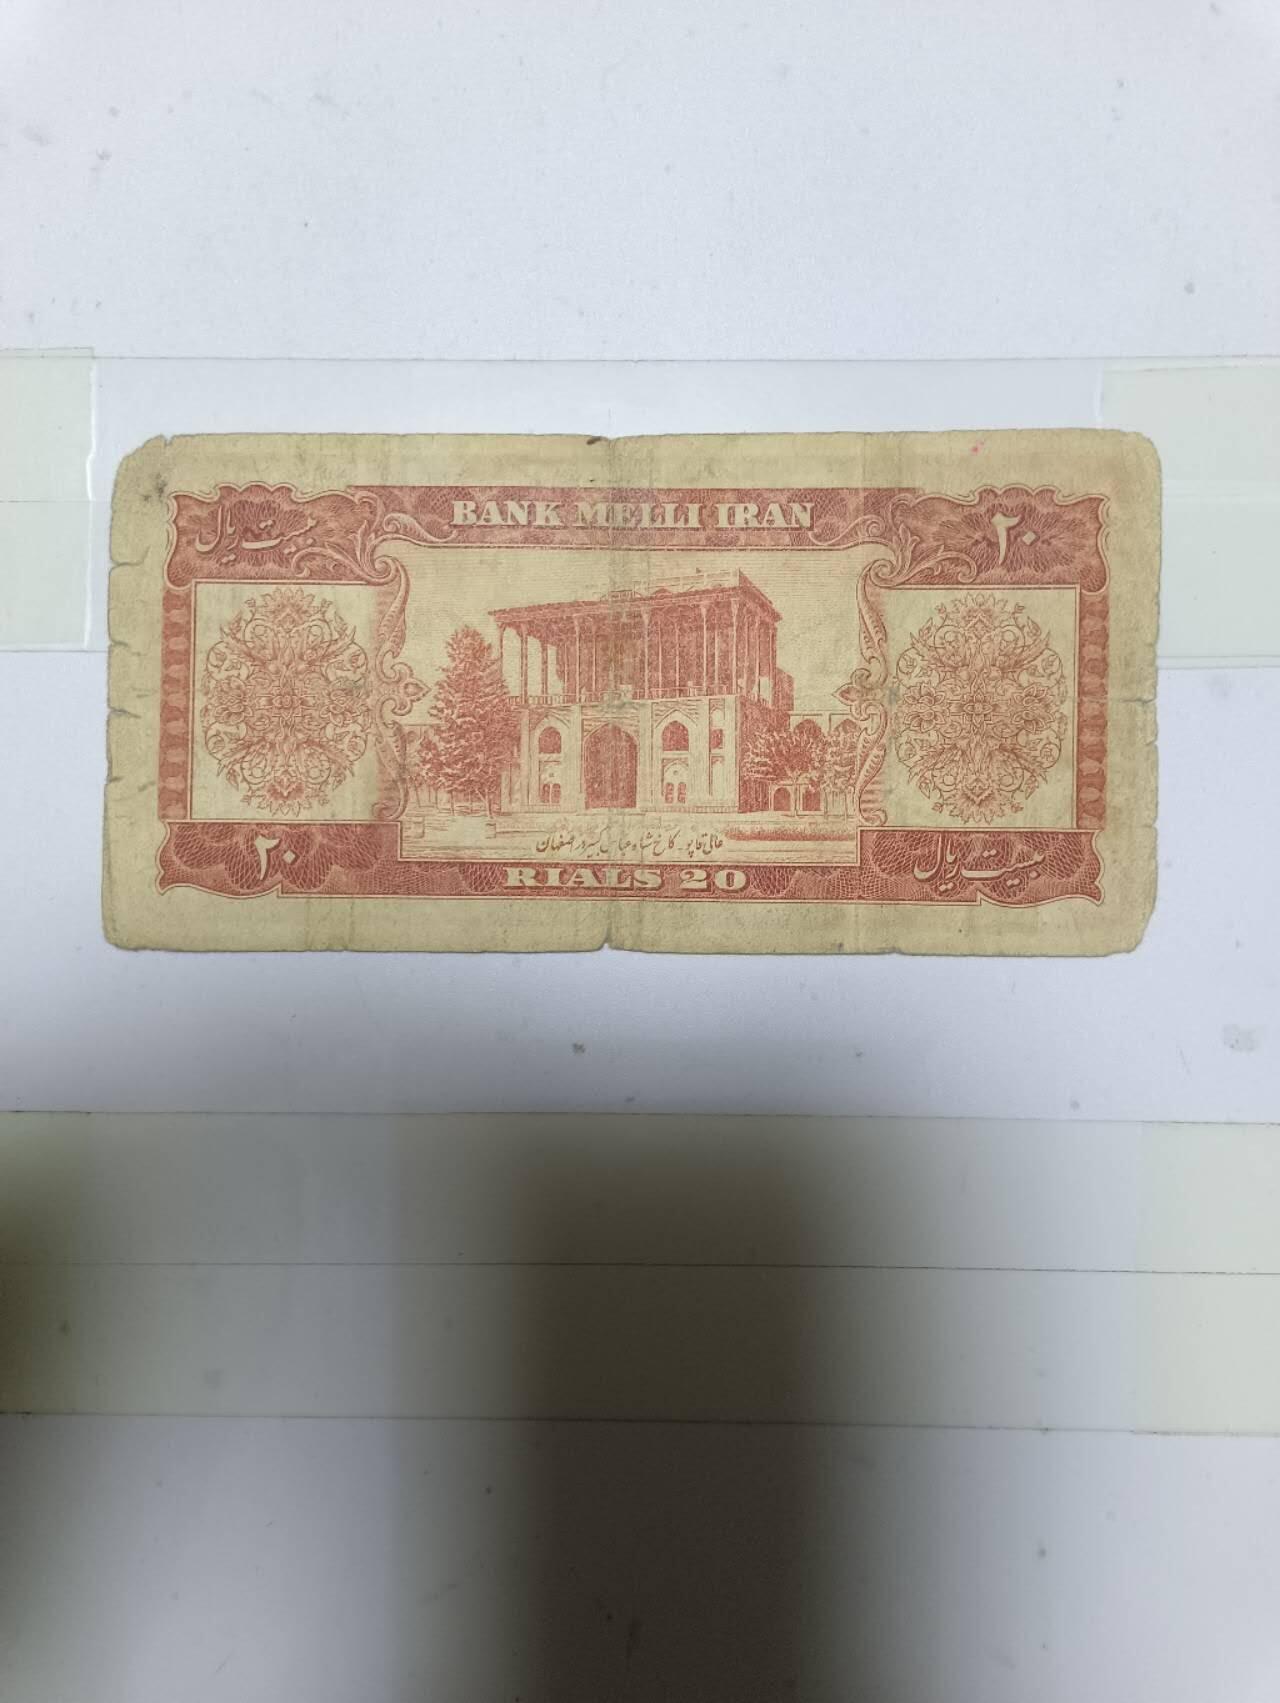 BANK MELLI IRAN
بیست ریال
۲۰
عالی قاپو - کاخ شاه عباس کبیر در اصفهان
۲۰
RIALS 20
بیست ریال